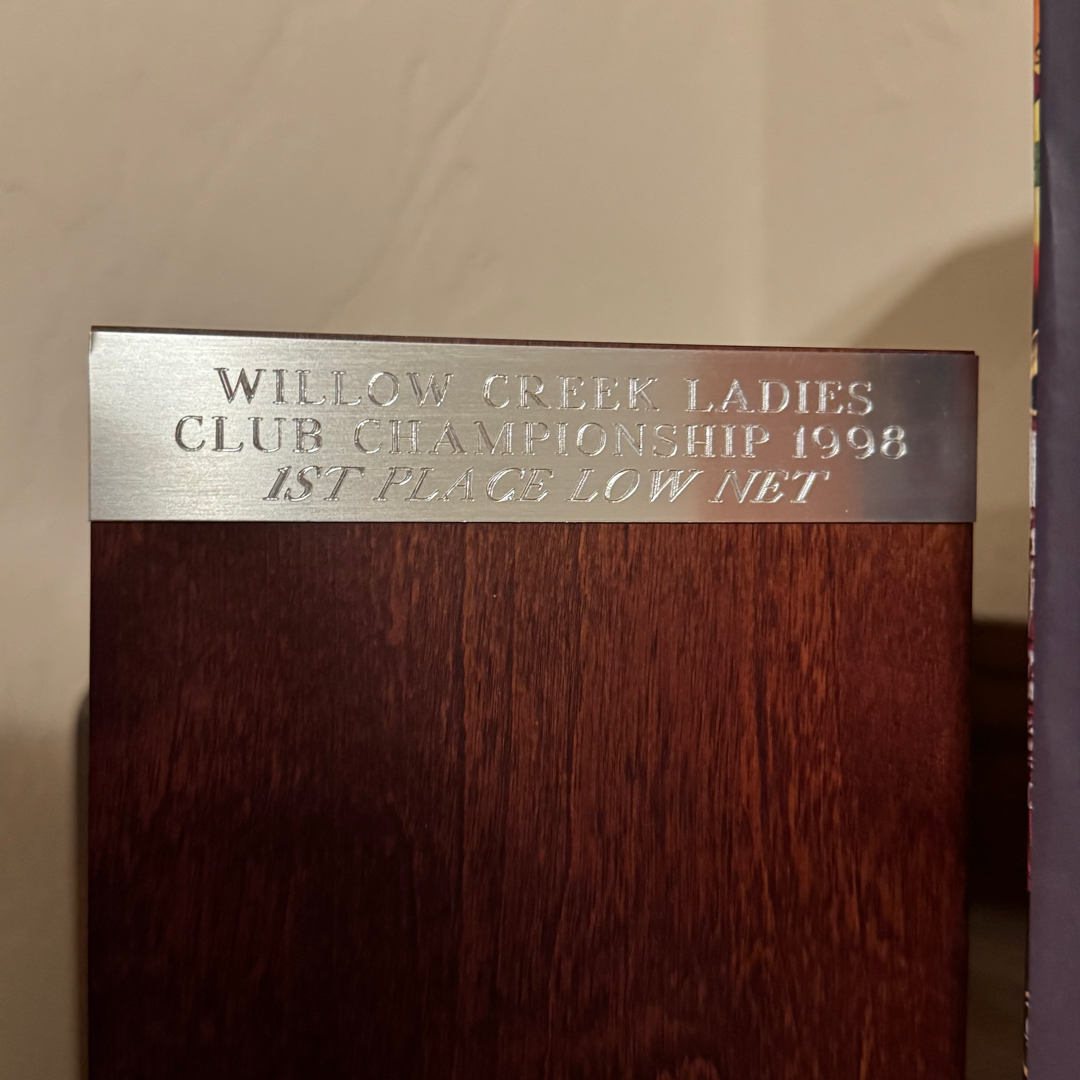 WILLOW CREEK LADIES
CLUB CHAMPIONSHIP 1998
1ST PLACE LOW NET